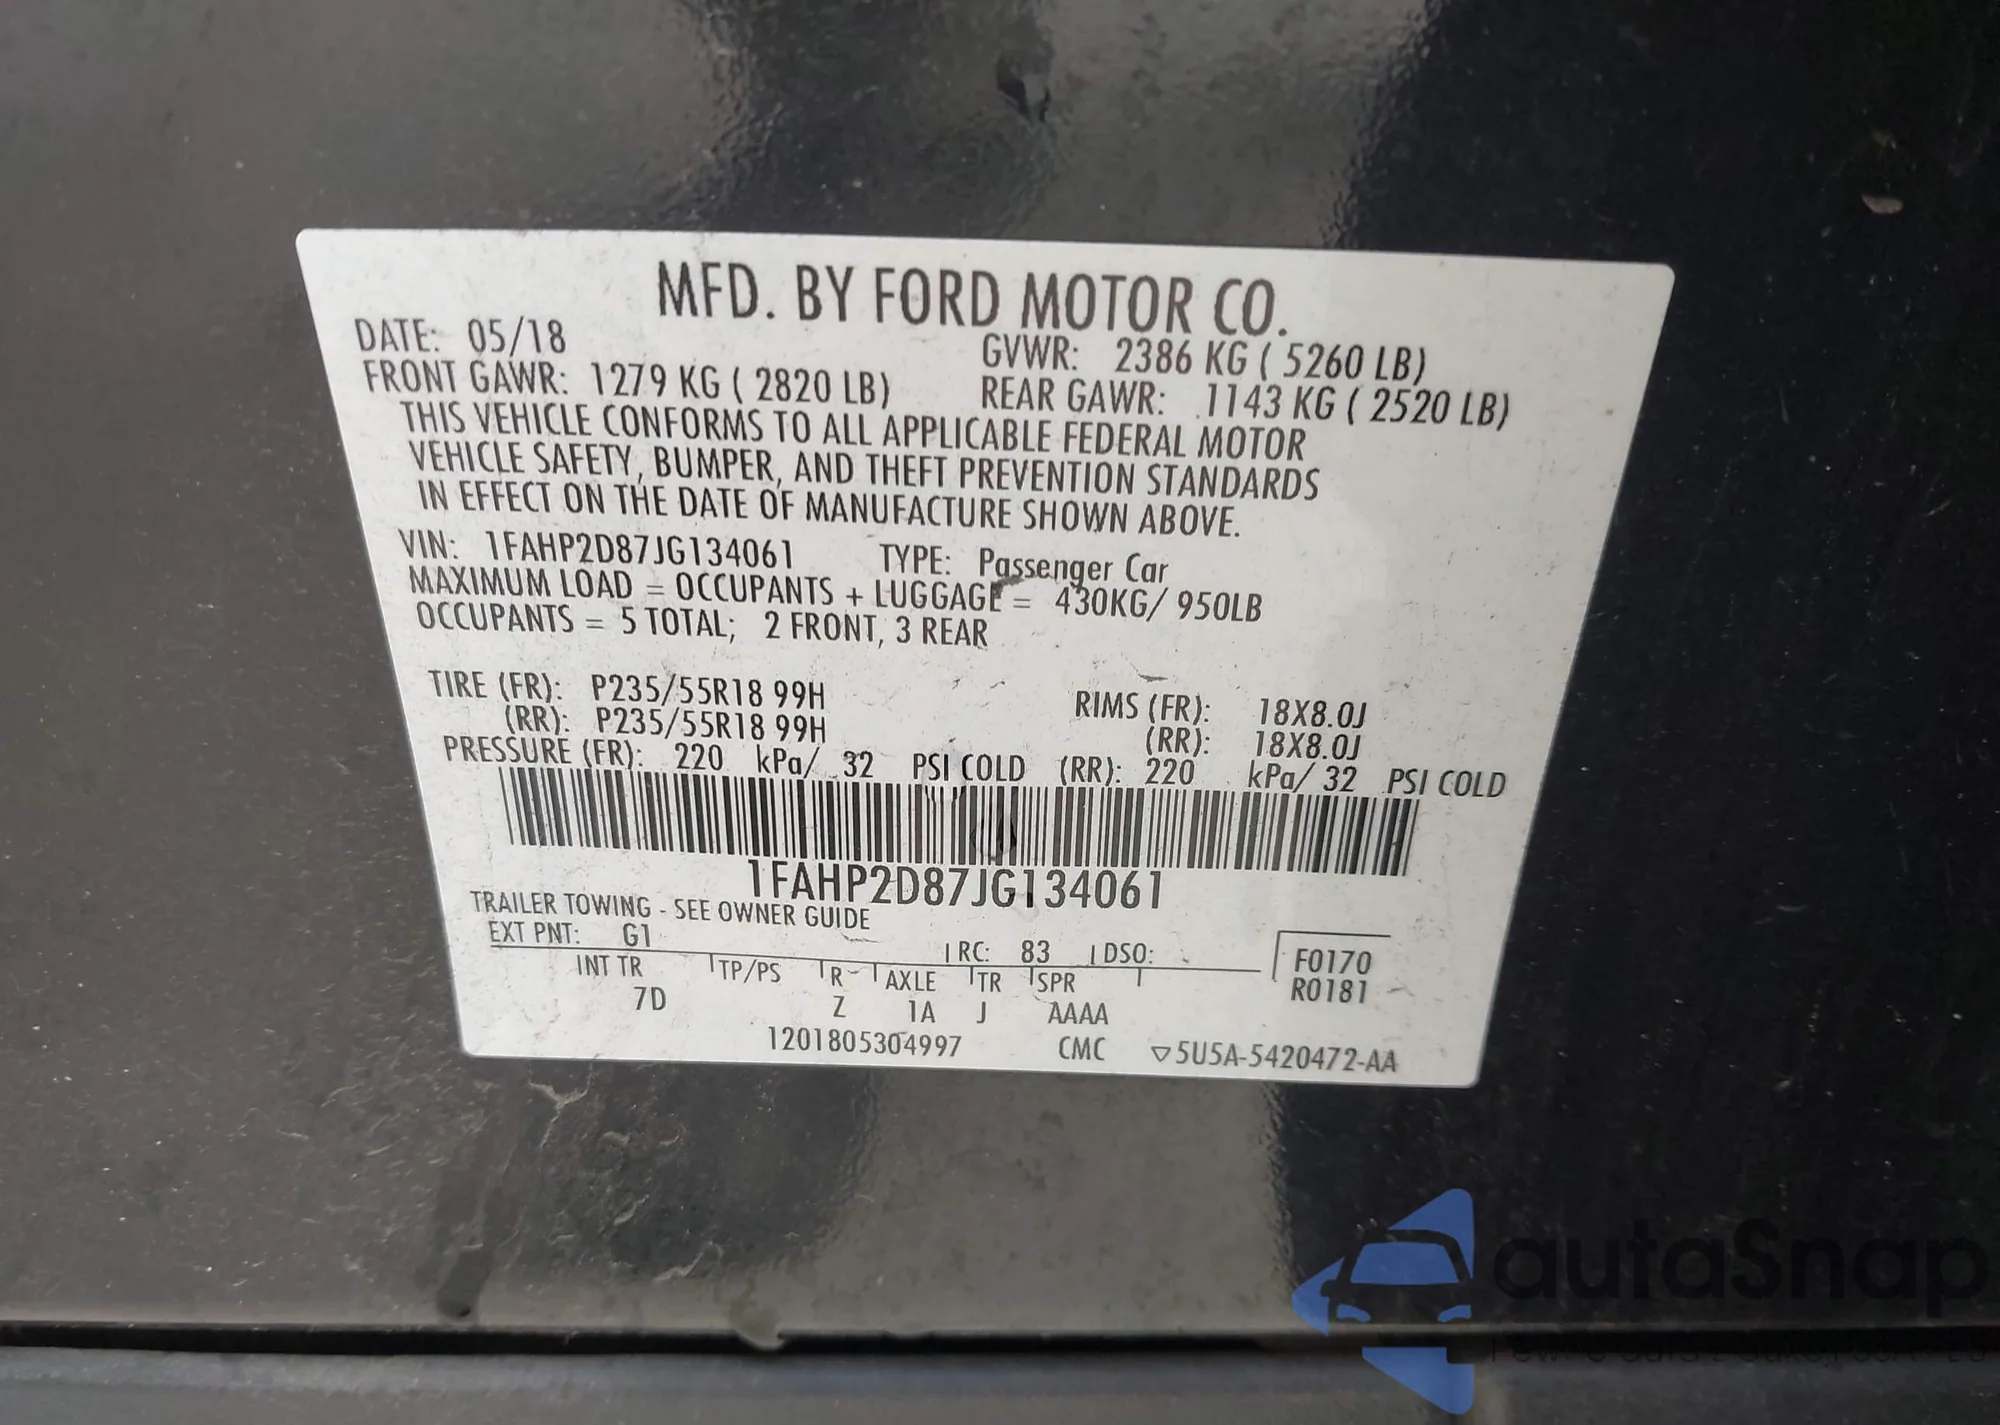 MFD. BY FORD MOTOR CO.
DATE: 05/18 GVWR: 2386 KG ( 5260 LB)
FRONT GAWR: 1279 KG ( 2820 LB) REAR GAWR: 1143 KG ( 2520 LB)
THIS VEHICLE CONFORMS TO ALL APPLICABLE FEDERAL MOTOR
VEHICLE SAFETY, BUMPER, AND THEFT PREVENTION STANDARDS
IN EFFECT ON THE DATE OF MANUFACTURE SHOWN ABOVE.
VIN: 1FAHP2D87JG134061 TYPE: Passenger Car
MAXIMUM LOAD = OCCUPANTS + LUGGAGE = 430KG/ 950LB
OCCUPANTS = 5 TOTAL; 2 FRONT, 3 REAR
TIRE (FR): P235/55R18 99H RIMS (FR): 18X8.0J
(RR): P235/55R18 99H (RR): 18X8.0J
PRESSURE (FR): 220 kPa/ 32 PSI COLD (RR): 220 kPa/ 32 PSI COLD
1FAHP2D87JG134061
TRAILER TOWING - SEE OWNER GUIDE
EXT PNT: G1 RC: 83 DSO: F0170
INT TR TP/PS R AXLE TR SPR R0181
7D Z 1A J AAAA
1201805304997 CMC ▽5U5A-5420472-AA
autoSnap